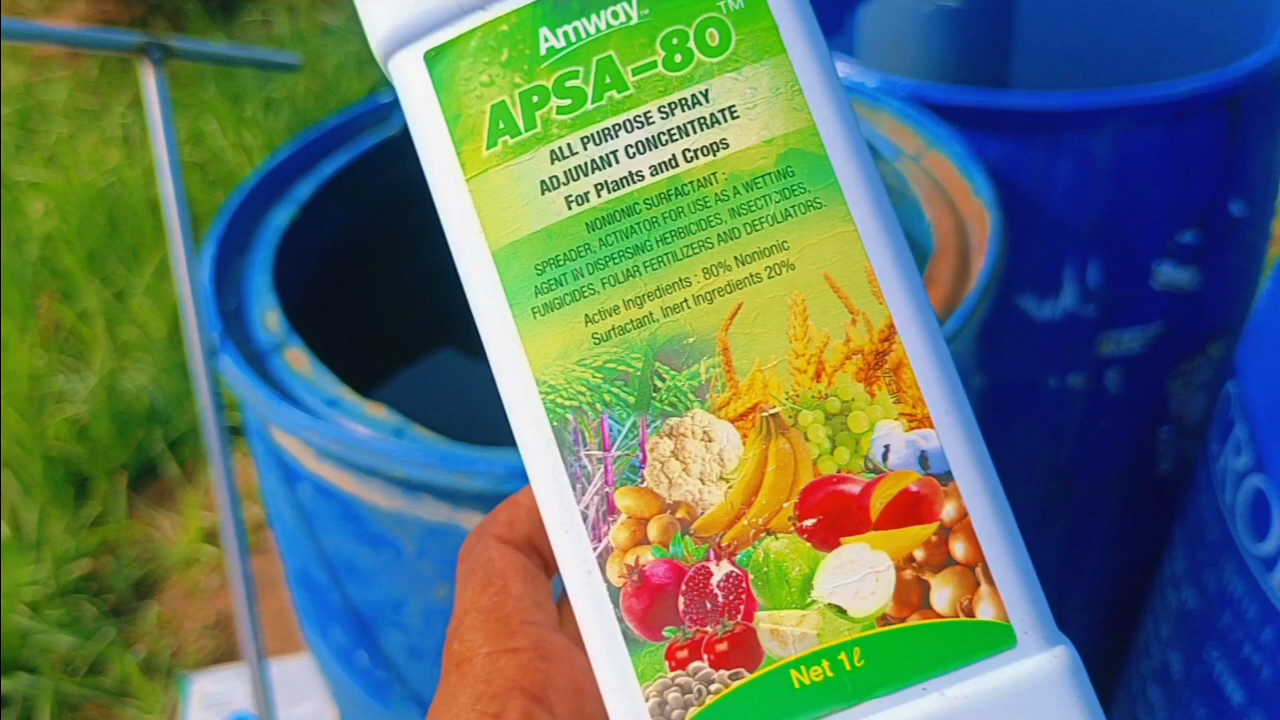 Amway™
APSA-80™
ALL PURPOSE SPRAY
ADJUVANT CONCENTRATE
For Plants and Crops
NONIONIC SURFACTANT :
SPREADER, ACTIVATOR FOR USE AS A WETTING
AGENT IN DISPERSING HERBICIDES, INSECTICIDES,
FUNGICIDES, FOLIAR FERTILIZERS AND DEFOLIATORS.
Active Ingredients : 80% Nonionic
Surfactant, Inert Ingredients 20%
Net 1ℓ